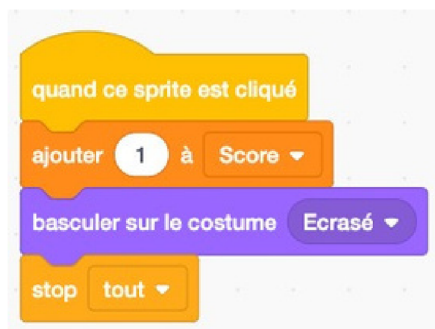 quand ce sprite est cliqué
ajouter 1 à Score
basculer sur le costume Ecrasé
stop tout